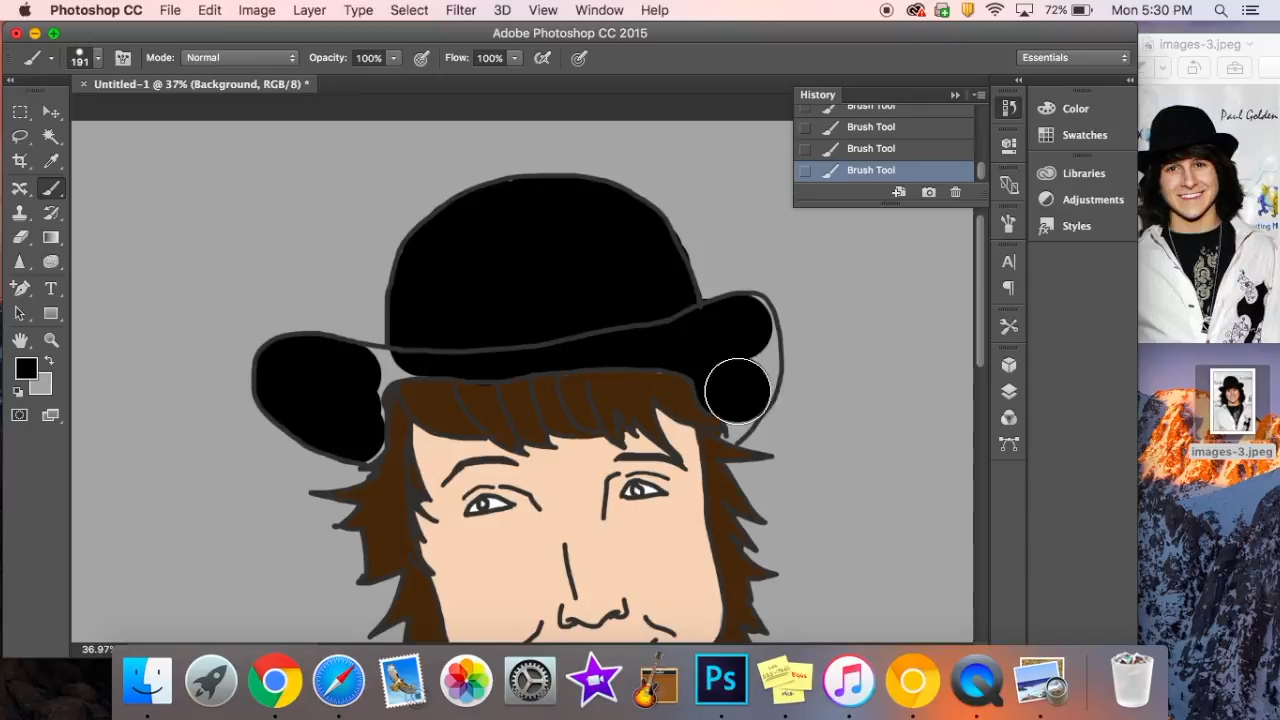 Photoshop CC File Edit Image Layer Type Select Filter 3D View Window Help 72% Mon 5:30 PM
Adobe Photoshop CC 2015
images-3.jpeg
191 Mode: Normal Opacity: 100% Flow: 100% Essentials
× Untitled-1 @ 37% (Background, RGB/8) *
History
Brush Tool
Brush Tool
Brush Tool
Brush Tool
Color
Swatches
Libraries
Adjustments
Styles
Paul Golden
images-3.jpeg
36.97%
Ps